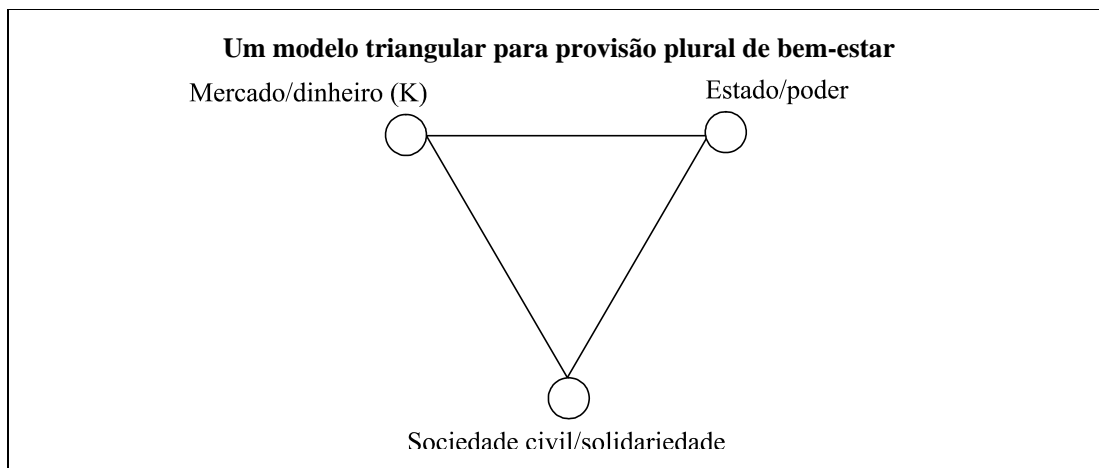 Um modelo triangular para provisão plural de bem-estar
Mercado/dinheiro (K)
Estado/poder
Sociedade civil/solidariedade